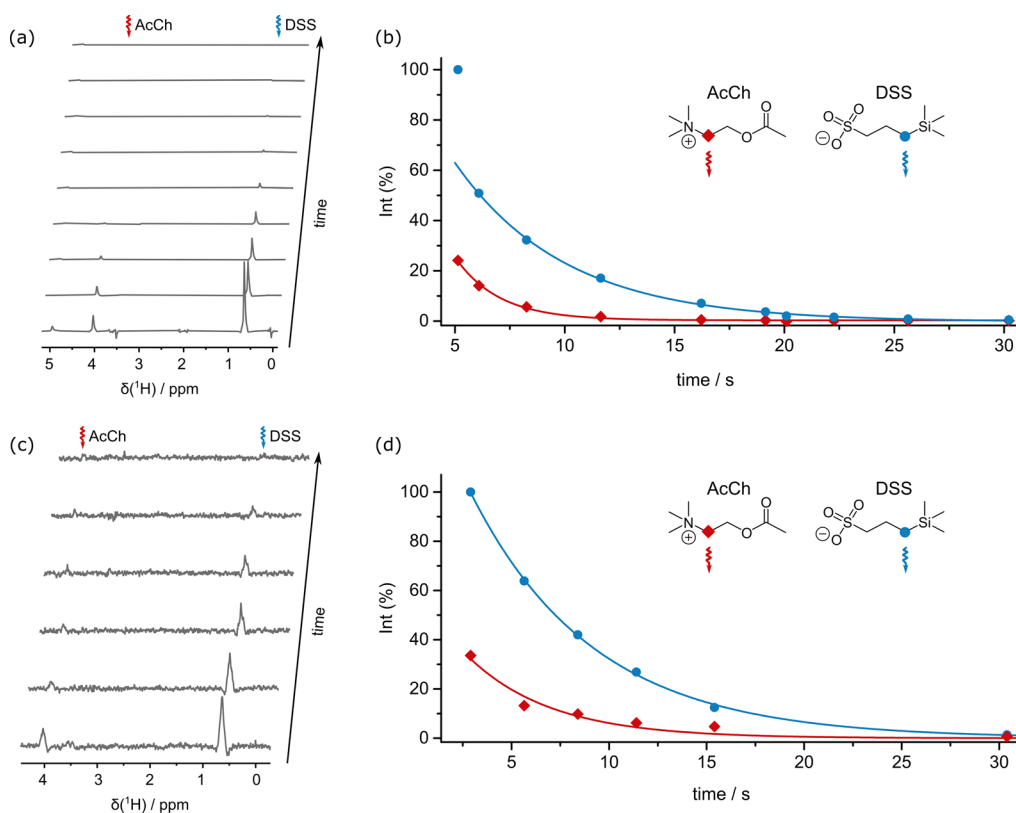 (a)
AcCh
DSS
time
5 4 3 2 1 0
δ(¹H) / ppm
(b)
Int (%)
100
80
60
40
20
0
AcCh
DSS
N
⊕
O
O
O
O
S
⊖
O
Si
5 10 15 20 25 30
time / s
(c)
AcCh
DSS
time
4 3 2 1 0
δ(¹H) / ppm
(d)
Int (%)
100
80
60
40
20
0
AcCh
DSS
N
⊕
O
O
O
O
S
⊖
O
Si
5 10 15 20 25 30
time / s